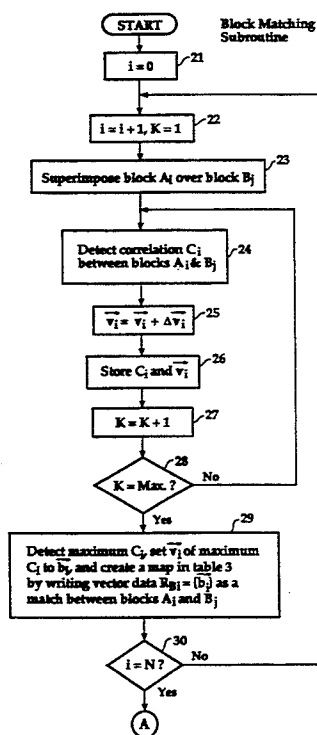 START
Block Matching
Subroutine
21
i = 0
22
i = i + 1, K = 1
23
Superimpose block Ai over block Bj
Detect correlation Ci
between blocks Ai & Bj
24
vi = vi + Δvi
25
Store Ci and vi
26
K = K + 1
27
K = Max. ?
28
No
Yes
29
Detect maximum Ci, set vi of maximum
Ci to bi, and create a map in table 3
by writing vector data RBi = {bi} as a
match between blocks Ai and Bj
30
i = N ?
No
Yes
A